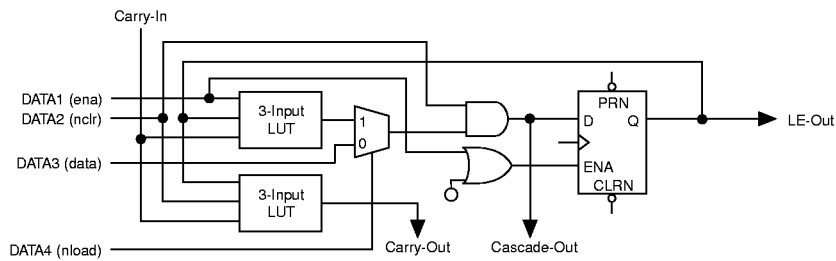 Carry-In
DATA1 (ena)
DATA2 (nclr)
DATA3 (data)
DATA4 (nload)
3-Input
LUT
1
0
3-Input
LUT
PRN
D Q
ENA
CLRN
LE-Out
Carry-Out
Cascade-Out